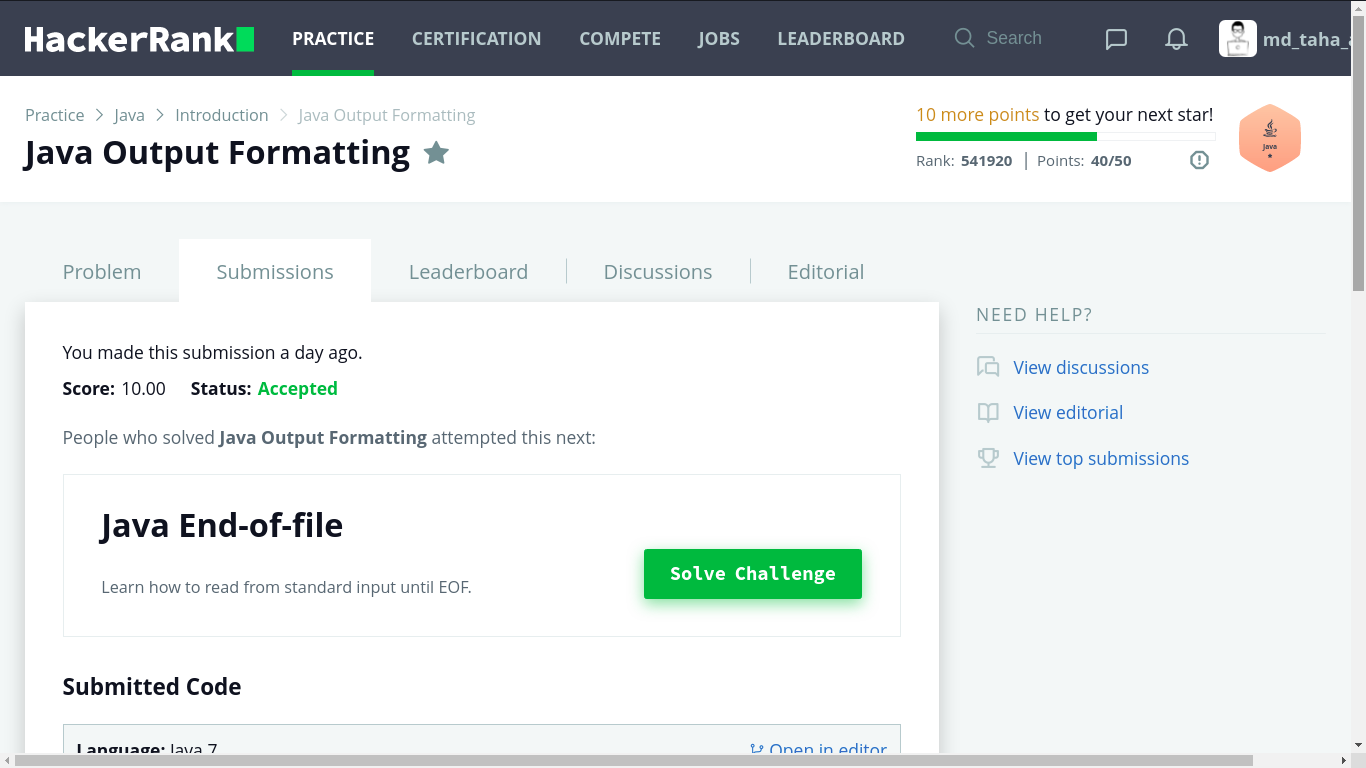 HackerRank PRACTICE CERTIFICATION COMPETE JOBS LEADERBOARD Search md_taha_
Practice Java Introduction Java Output Formatting
10 more points to get your next star!
Java Output Formatting
Rank: 541920 | Points: 40/50
Java
Problem Submissions Leaderboard Discussions Editorial
NEED HELP?
You made this submission a day ago.
View discussions
Score: 10.00 Status: Accepted
View editorial
People who solved Java Output Formatting attempted this next:
View top submissions
Java End-of-file
Solve Challenge
Learn how to read from standard input until EOF.
Submitted Code
Language: Java 7 Open in editor